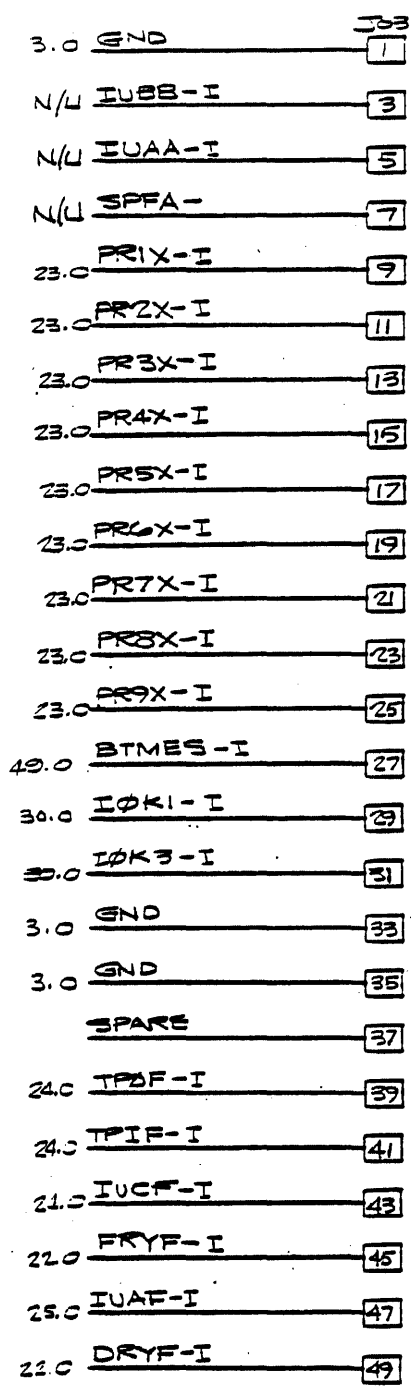 J03
3.0 GND 1
N/U IUBB-I 3
N/U IUAA-I 5
N/U SPFA- 7
23.0 PR1X-I 9
23.0 PR2X-I 11
23.0 PR3X-I 13
23.0 PR4X-I 15
23.0 PR5X-I 17
23.0 PR6X-I 19
23.0 PR7X-I 21
23.0 PR8X-I 23
23.0 PR9X-I 25
49.0 BTMES-I 27
30.0 IØK1-I 29
30.0 IØK3-I 31
3.0 GND 33
3.0 GND 35
SPARE 37
24.0 TPØF-I 39
24.0 TP1F-I 41
21.0 IUCF-I 43
22.0 FRYF-I 45
25.0 IUAF-I 47
22.0 DRYF-I 49